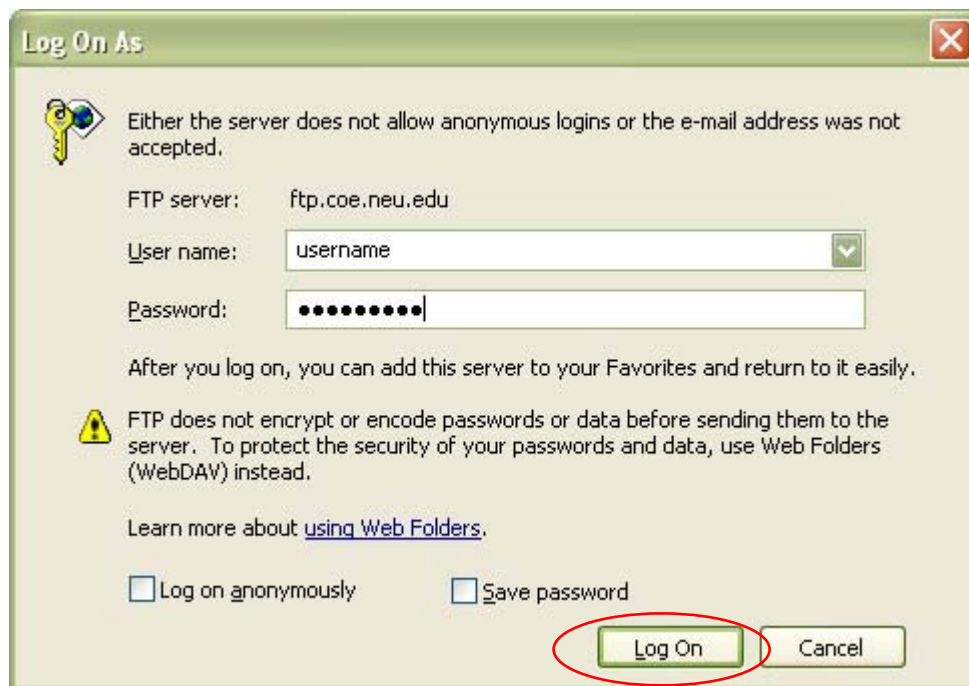 Log On As
Either the server does not allow anonymous logins or the e-mail address was not
accepted.
FTP server: ftp.coe.neu.edu
User name: username
Password: ●●●●●●●●●
After you log on, you can add this server to your Favorites and return to it easily.
FTP does not encrypt or encode passwords or data before sending them to the
server. To protect the security of your passwords and data, use Web Folders
(WebDAV) instead.
Learn more about using Web Folders.
Log on anonymously Save password
Log On Cancel